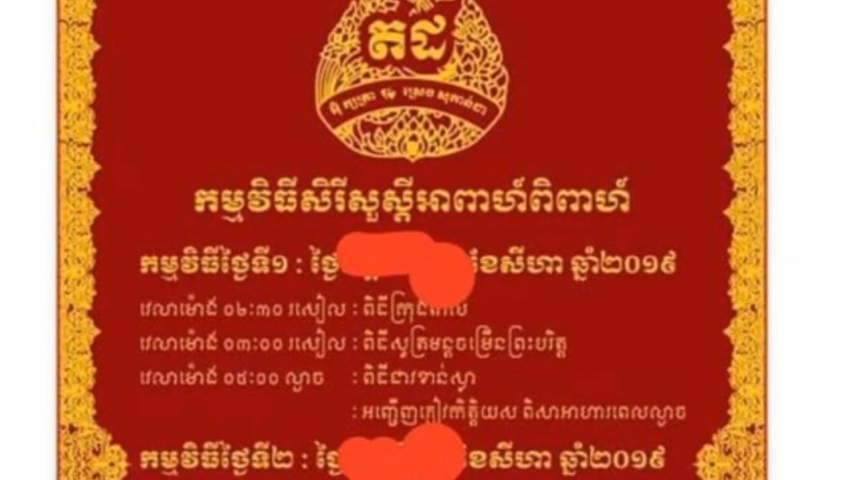 តដ
កម្មវិធីសិរីសួស្ដីអាពាហ៍ពិពាហ៍
កម្មវិធីថ្ងៃទី១ : ថ្ងៃ ខែសីហា ឆ្នាំ២០១៩
វេលាម៉ោង ០២:៣០ រសៀល : ពិធីក្រុងពាលី
វេលាម៉ោង ០៣:០០ រសៀល : ពិធីសូត្រមន្តចម្រើនព្រះបរិត្ត
វេលាម៉ោង ០៥:០០ ល្ងាច : ពិធីជាវខាន់ស្លា
: អញ្ជើញភ្ញៀវកិត្តិយស ពិសាអាហារពេលល្ងាច
កម្មវិធីថ្ងៃទី២ : ថ្ងៃ ខែសីហា ឆ្នាំ២០១៩